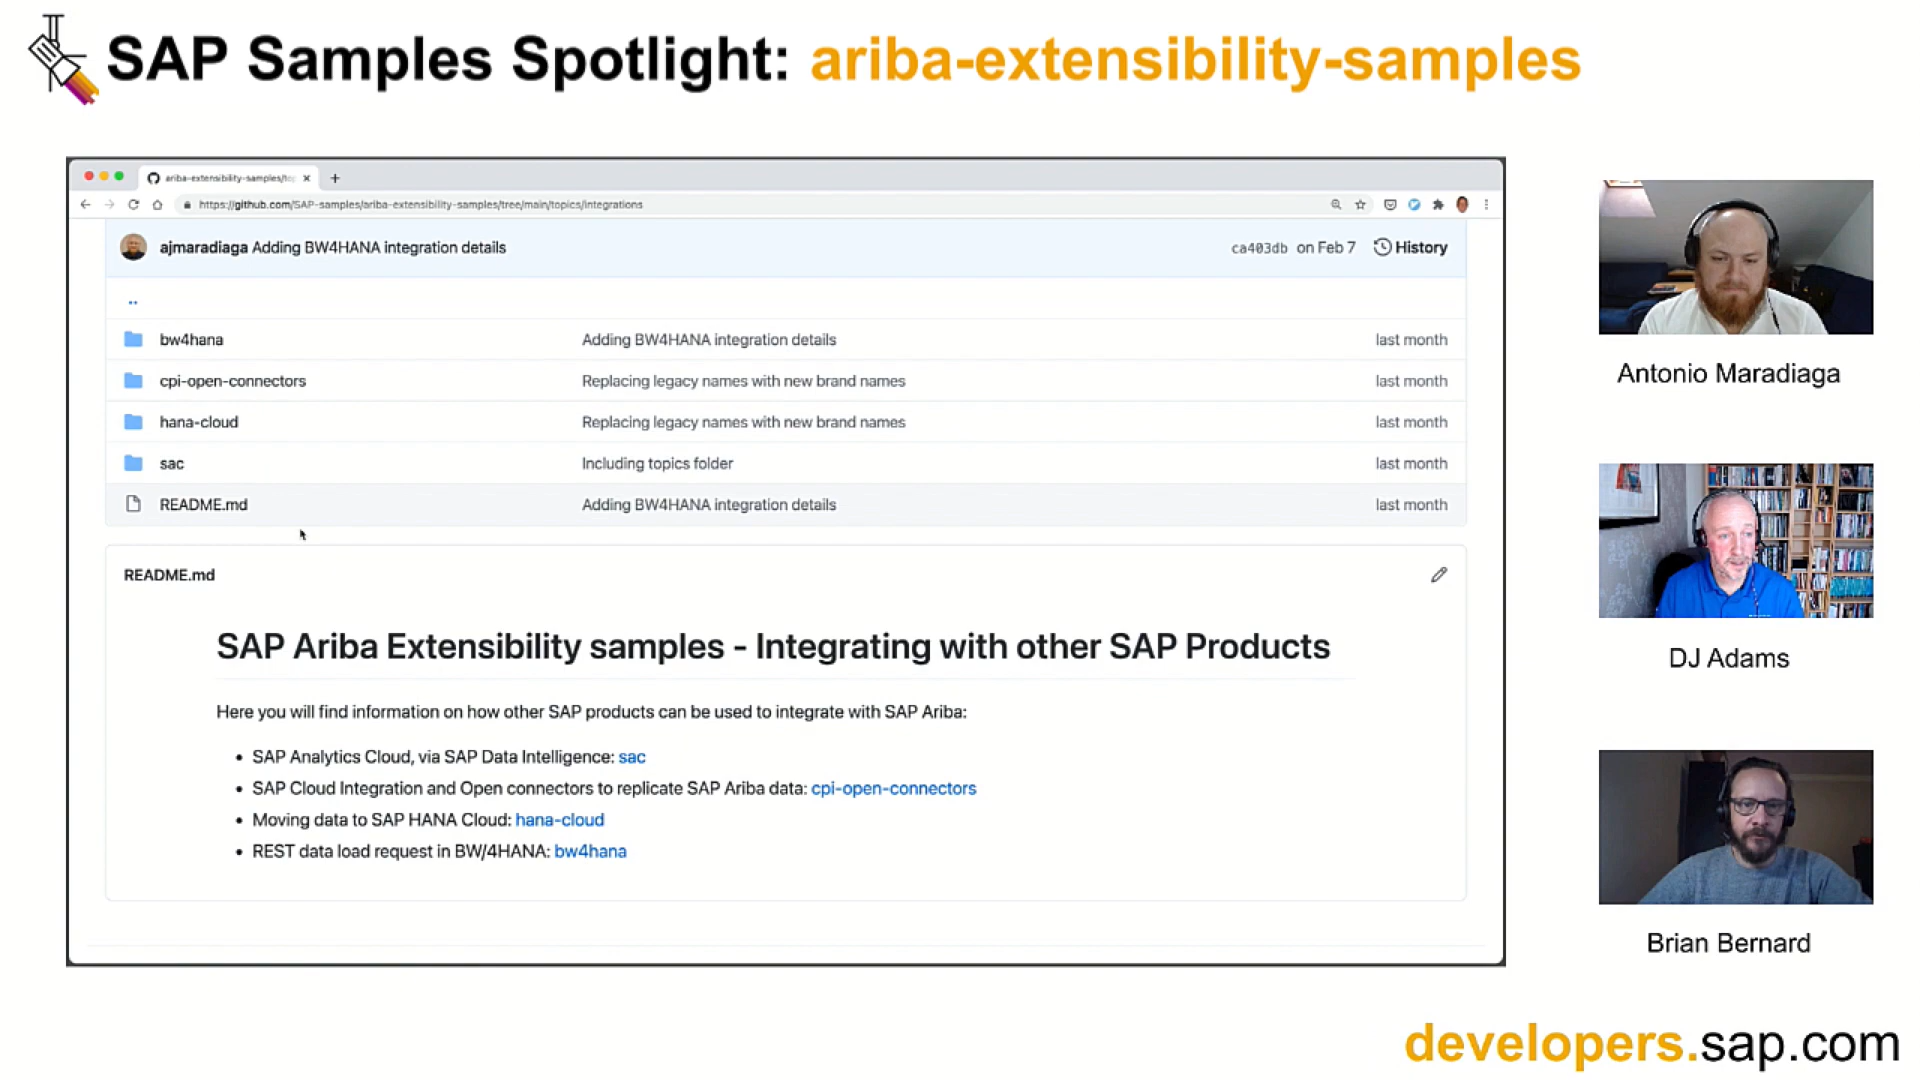 SAP Samples Spotlight: ariba-extensibility-samples
https://github.com/SAP-samples/ariba-extensibility-samples/tree/main/topics/integrations
ajmaradiaga Adding BW4HANA integration details ca403db on Feb 7 History
..
bw4hana Adding BW4HANA integration details last month
cpi-open-connectors Replacing legacy names with new brand names last month
hana-cloud Replacing legacy names with new brand names last month
sac Including topics folder last month
README.md Adding BW4HANA integration details last month
README.md
SAP Ariba Extensibility samples - Integrating with other SAP Products
Here you will find information on how other SAP products can be used to integrate with SAP Ariba:
• SAP Analytics Cloud, via SAP Data Intelligence: sac
• SAP Cloud Integration and Open connectors to replicate SAP Ariba data: cpi-open-connectors
• Moving data to SAP HANA Cloud: hana-cloud
• REST data load request in BW/4HANA: bw4hana
Antonio Maradiaga
DJ Adams
Brian Bernard
developers.sap.com